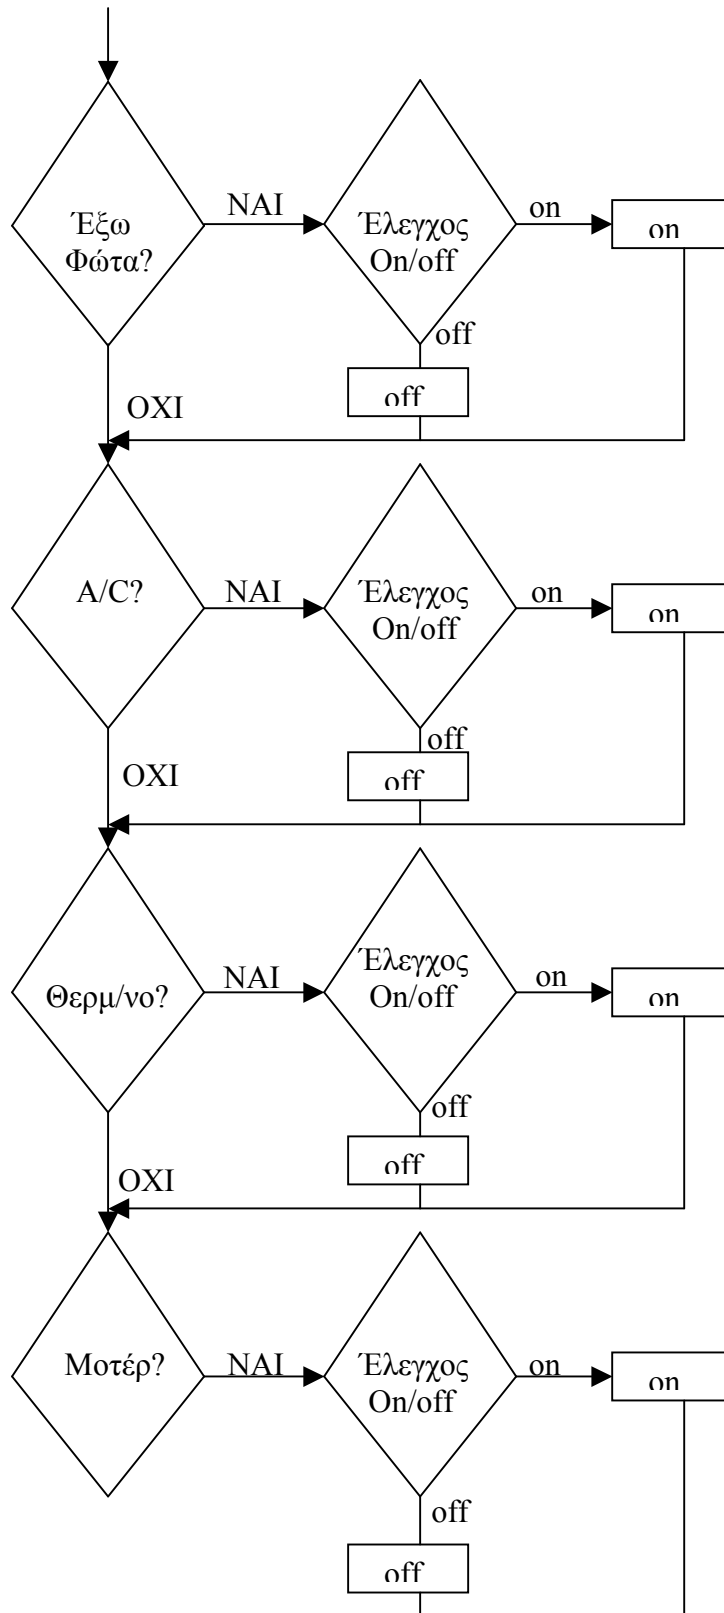 Έξω
Φώτα?
ΝΑΙ
Έλεγχος
On/off
on
on
off
off
ΟΧΙ
A/C?
ΝΑΙ
Έλεγχος
On/off
on
on
off
off
ΟΧΙ
Θερμ/νο?
ΝΑΙ
Έλεγχος
On/off
on
on
off
off
ΟΧΙ
Μοτέρ?
ΝΑΙ
Έλεγχος
On/off
on
on
off
off